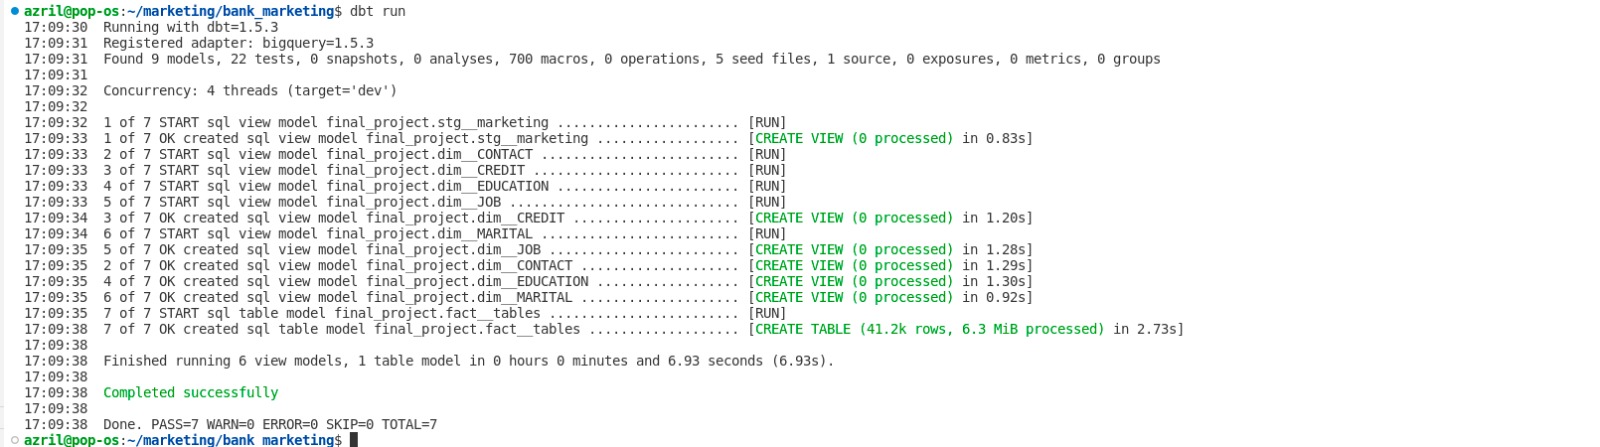 azril@pop-os:~/marketing/bank_marketing$ dbt run
17:09:30  Running with dbt=1.5.3
17:09:31  Registered adapter: bigquery=1.5.3
17:09:31  Found 9 models, 22 tests, 0 snapshots, 0 analyses, 700 macros, 0 operations, 5 seed files, 1 source, 0 exposures, 0 metrics, 0 groups
17:09:31
17:09:32  Concurrency: 4 threads (target='dev')
17:09:32
17:09:32  1 of 7 START sql view model final_project.stg__marketing ....................... [RUN]
17:09:33  1 of 7 OK created sql view model final_project.stg__marketing .................. [CREATE VIEW (0 processed) in 0.83s]
17:09:33  2 of 7 START sql view model final_project.dim__CONTACT ......................... [RUN]
17:09:33  3 of 7 START sql view model final_project.dim__CREDIT .......................... [RUN]
17:09:33  4 of 7 START sql view model final_project.dim__EDUCATION ....................... [RUN]
17:09:33  5 of 7 START sql view model final_project.dim__JOB ............................. [RUN]
17:09:34  3 of 7 OK created sql view model final_project.dim__CREDIT ..................... [CREATE VIEW (0 processed) in 1.20s]
17:09:34  6 of 7 START sql view model final_project.dim__MARITAL ......................... [RUN]
17:09:35  5 of 7 OK created sql view model final_project.dim__JOB ........................ [CREATE VIEW (0 processed) in 1.28s]
17:09:35  2 of 7 OK created sql view model final_project.dim__CONTACT .................... [CREATE VIEW (0 processed) in 1.29s]
17:09:35  4 of 7 OK created sql view model final_project.dim__EDUCATION .................. [CREATE VIEW (0 processed) in 1.30s]
17:09:35  6 of 7 OK created sql view model final_project.dim__MARITAL .................... [CREATE VIEW (0 processed) in 0.92s]
17:09:35  7 of 7 START sql table model final_project.fact__tables ........................ [RUN]
17:09:38  7 of 7 OK created sql table model final_project.fact__tables ................... [CREATE TABLE (41.2k rows, 6.3 MiB processed) in 2.73s]
17:09:38
17:09:38  Finished running 6 view models, 1 table model in 0 hours 0 minutes and 6.93 seconds (6.93s).
17:09:38
17:09:38  Completed successfully
17:09:38
17:09:38  Done. PASS=7 WARN=0 ERROR=0 SKIP=0 TOTAL=7
azril@pop-os:~/marketing/bank_marketing$